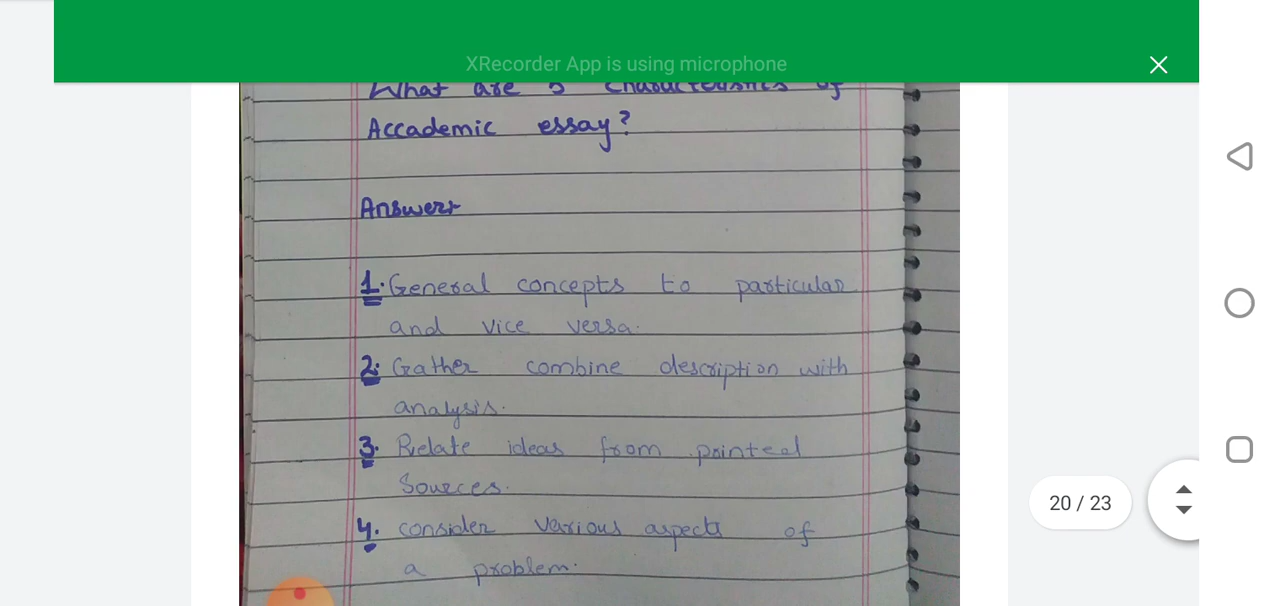 XRecorder App is using microphone
What are 5 characteristics of
Accademic essay?
Answer:-
1. General concepts to particular
and vice versa.
2. Gather combine description with
analysis.
3. Relate ideas from printed
Sources.
4. consider various aspects of
a problem.
20 / 23